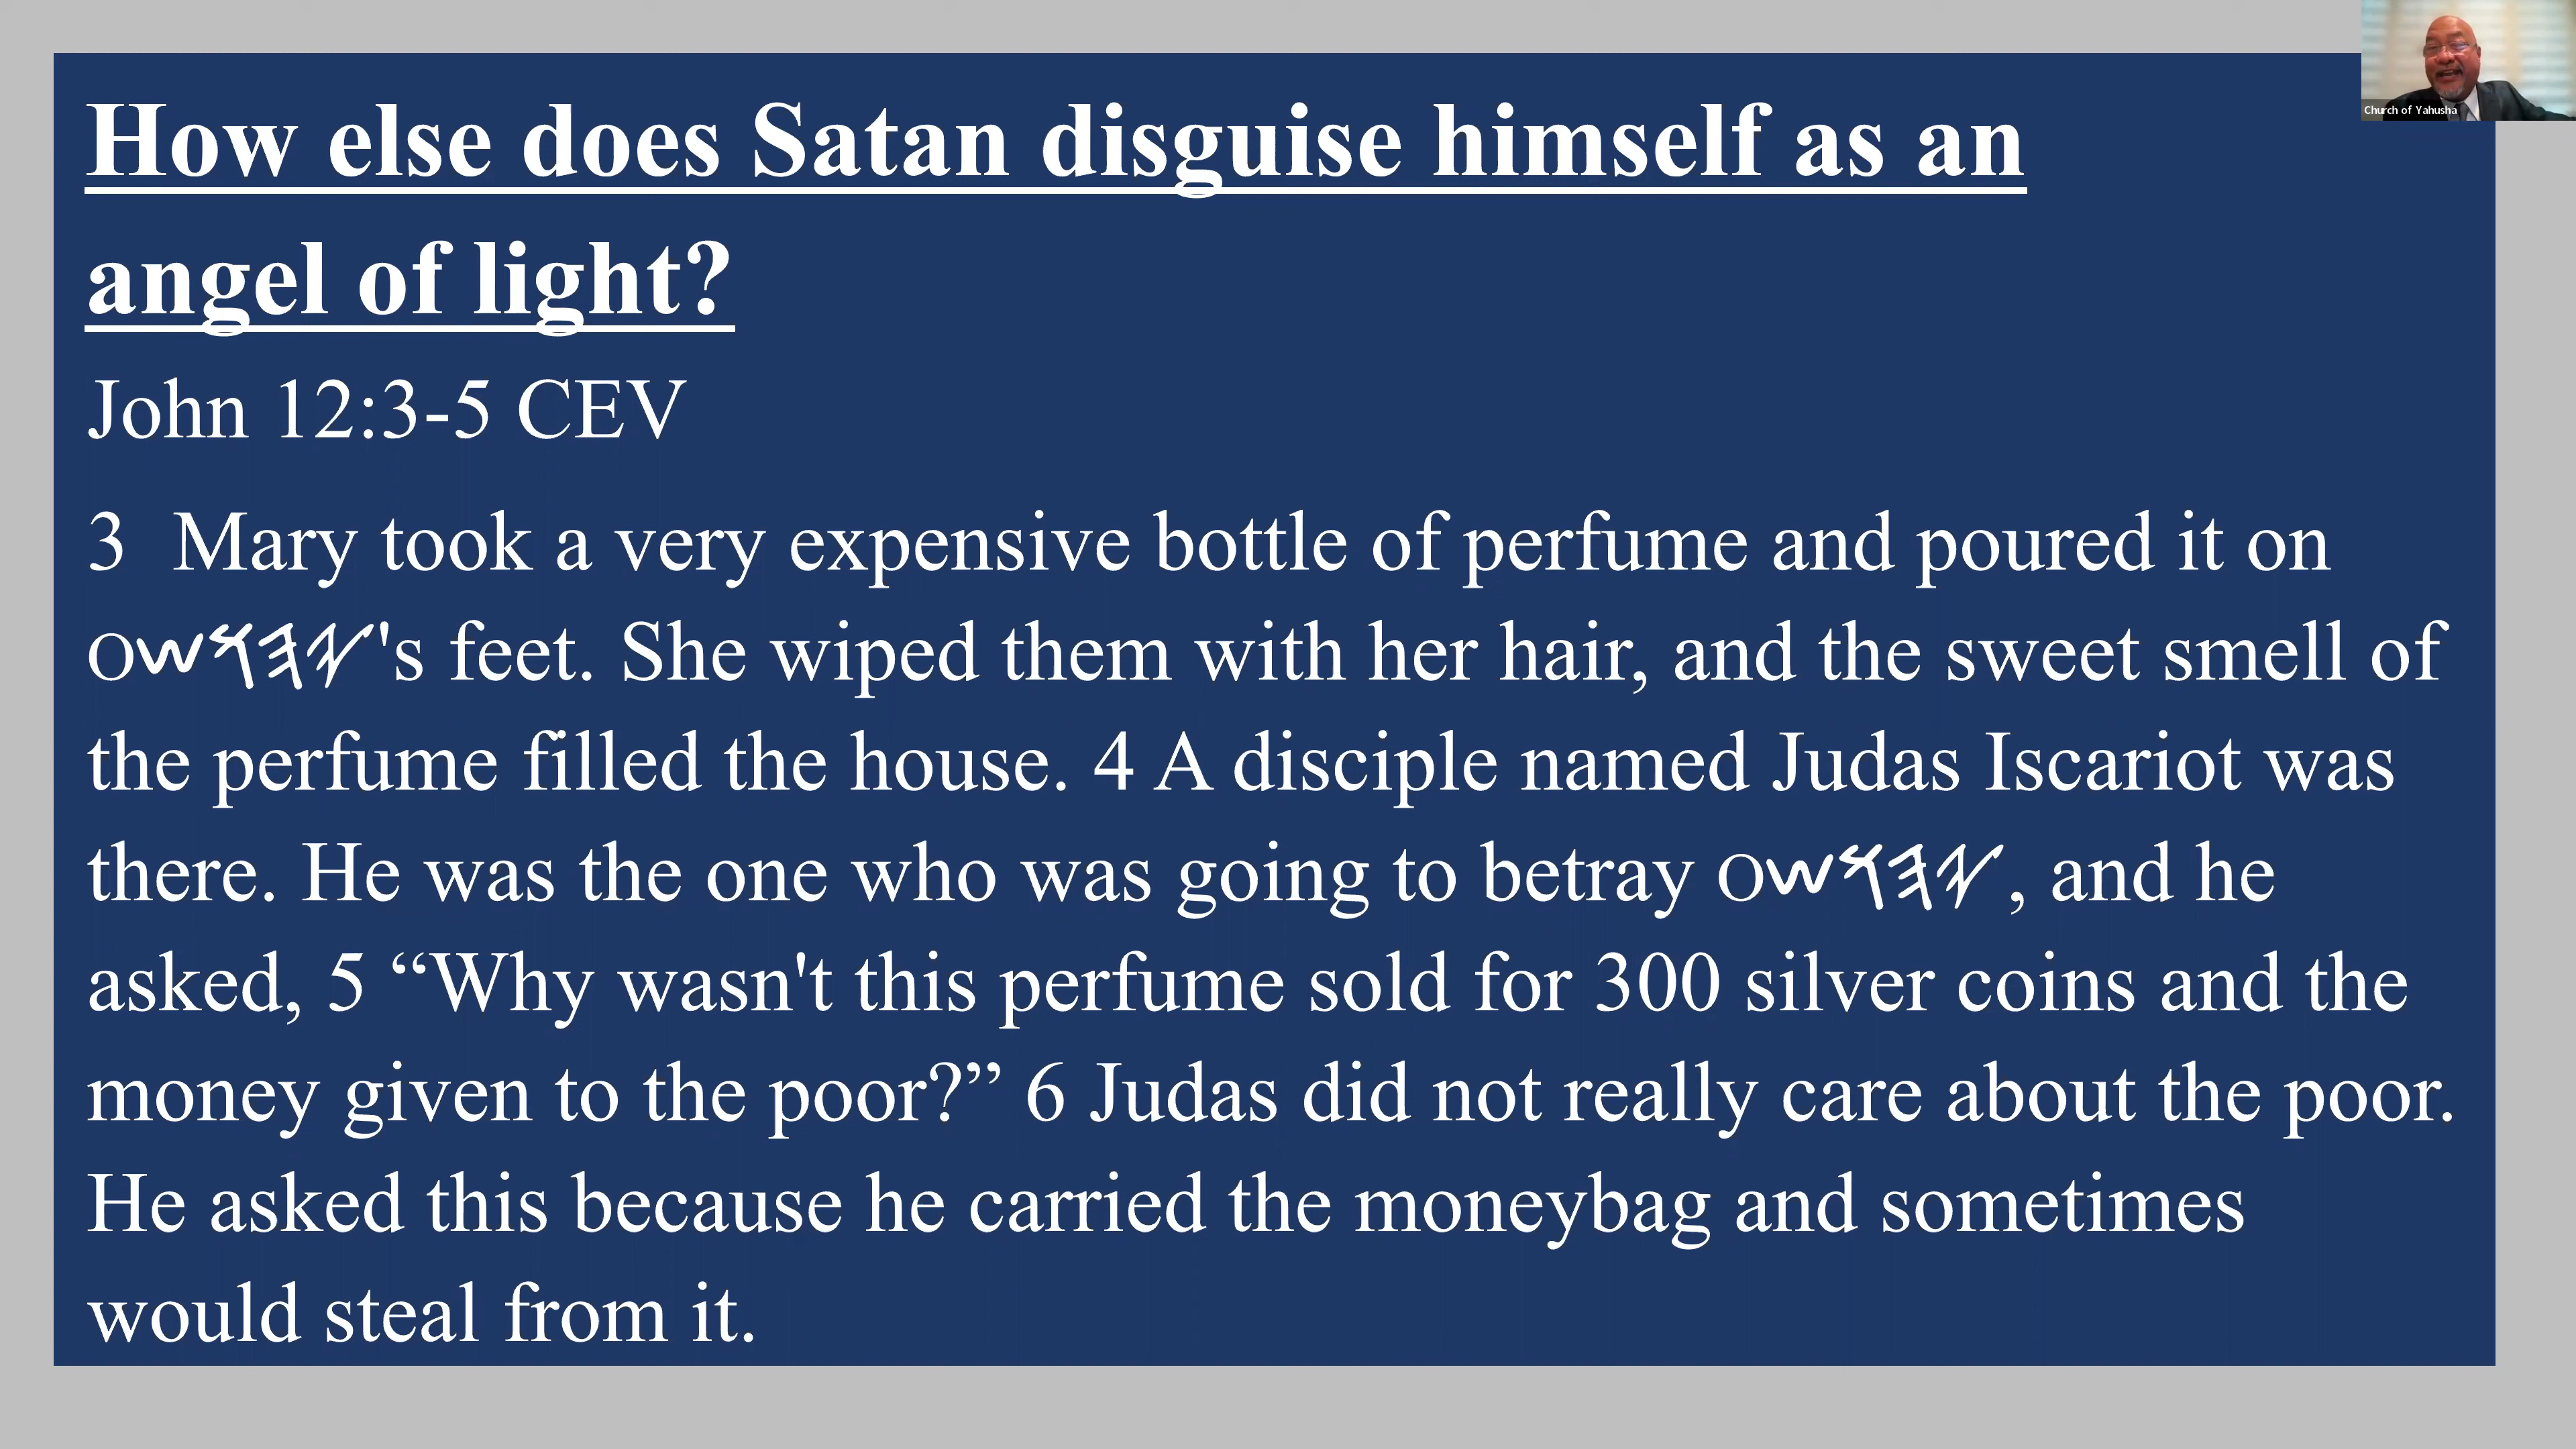 How else does Satan disguise himself as an
angel of light?
John 12:3-5 CEV
3 Mary took a very expensive bottle of perfume and poured it on
𐤏𐤔𐤅𐤄𐤉's feet. She wiped them with her hair, and the sweet smell of
the perfume filled the house. 4 A disciple named Judas Iscariot was
there. He was the one who was going to betray 𐤏𐤔𐤅𐤄𐤉, and he
asked, 5 “Why wasn't this perfume sold for 300 silver coins and the
money given to the poor?” 6 Judas did not really care about the poor.
He asked this because he carried the moneybag and sometimes
would steal from it.
Church of Yahusha